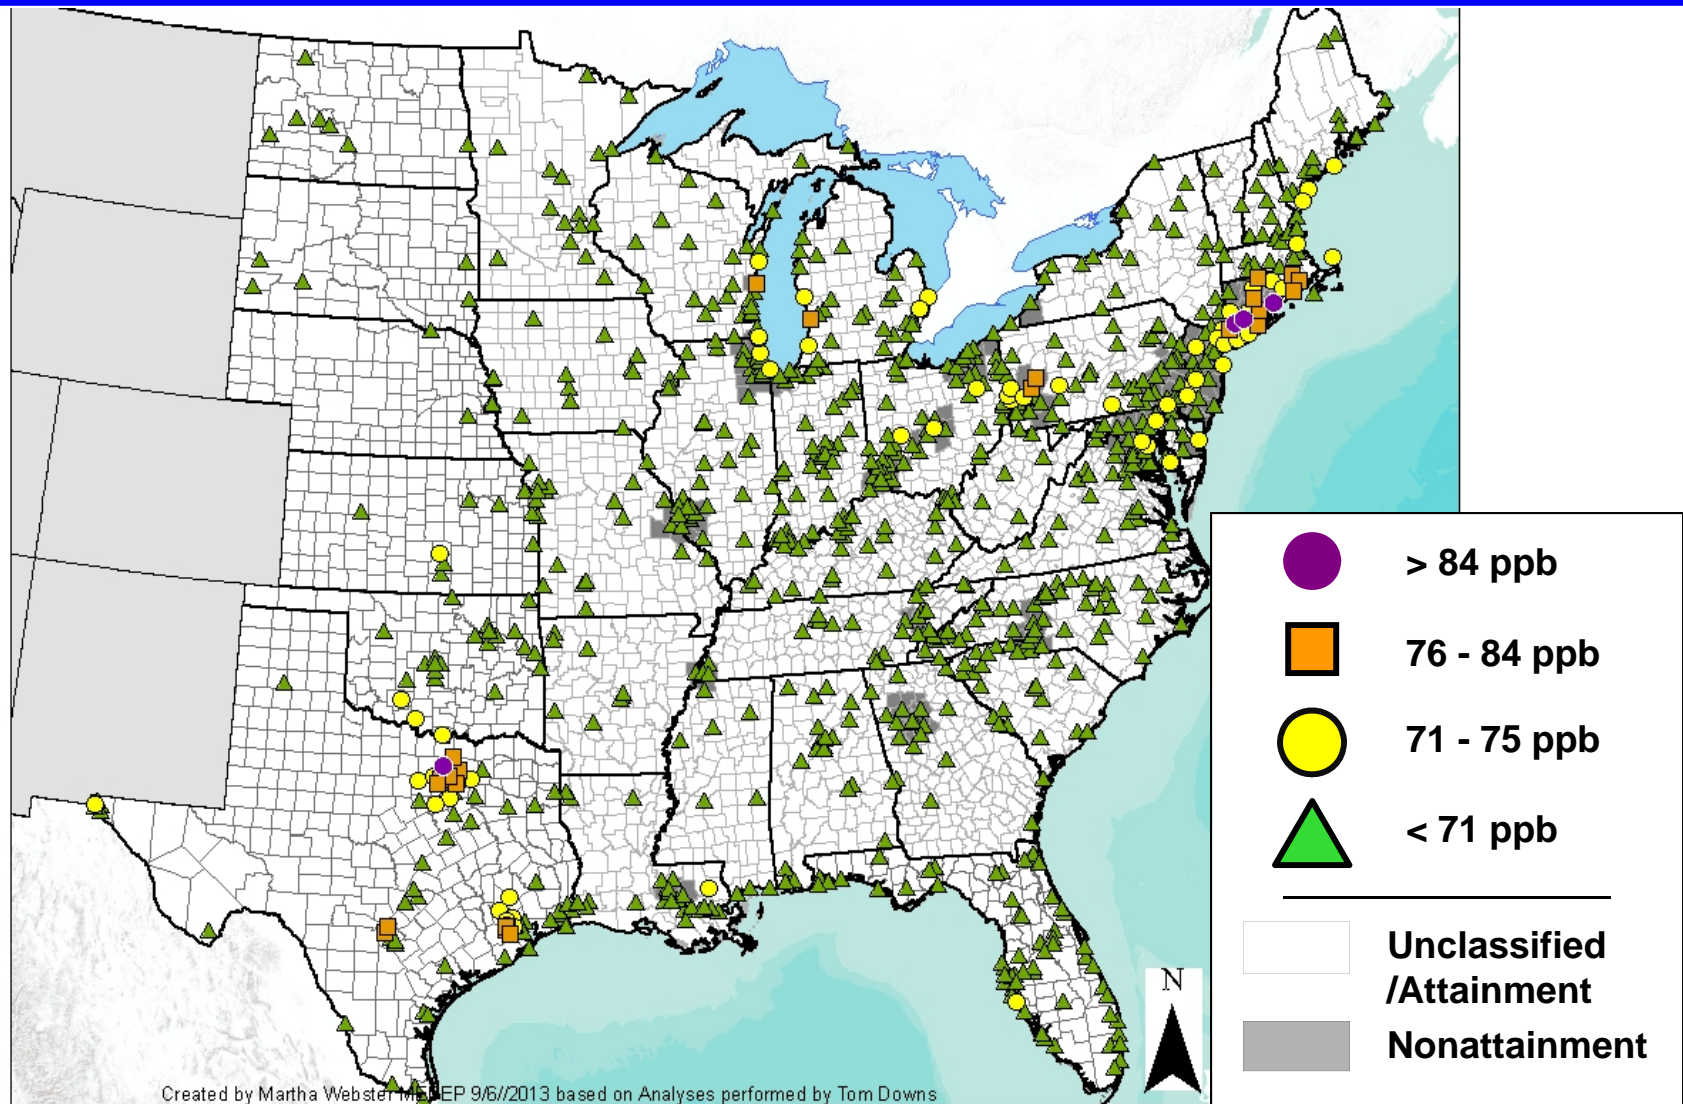 > 84 ppb
76 - 84 ppb
71 - 75 ppb
< 71 ppb
Unclassified
/Attainment
Nonattainment
N
Created by Martha Webster EP 9/6//2013 based on Analyses performed by Tom Downs